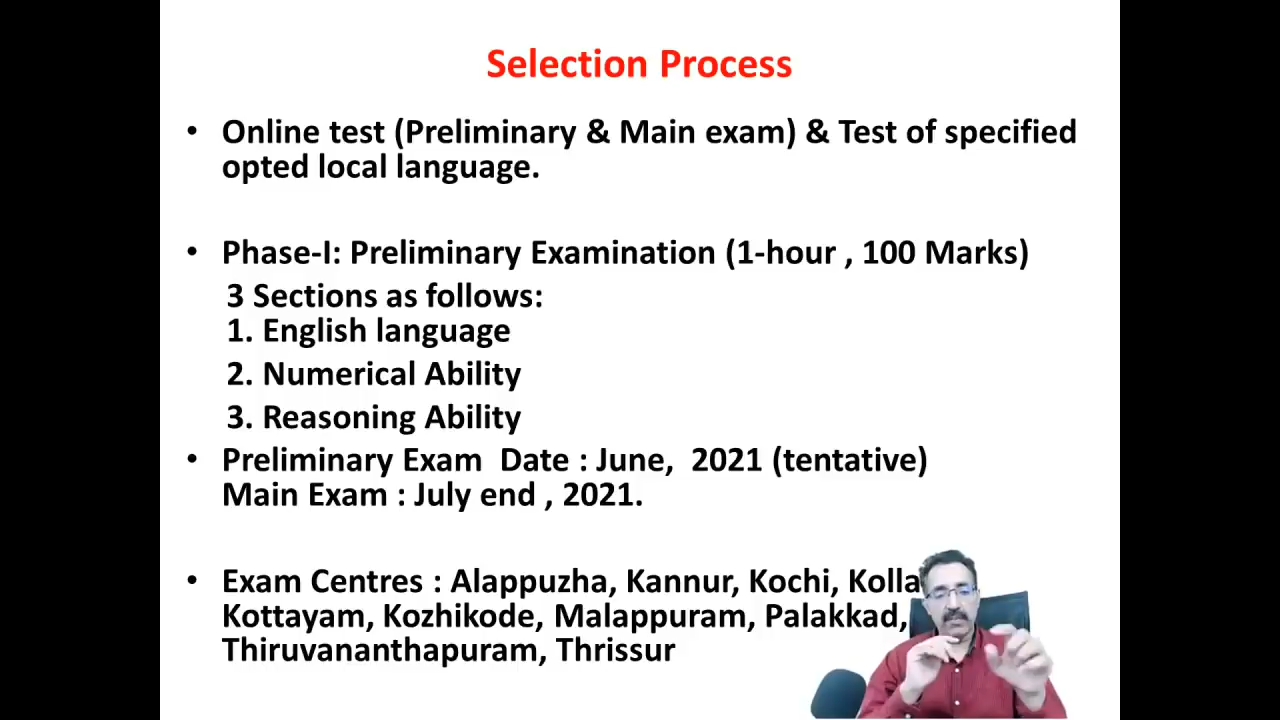 Selection Process
• Online test (Preliminary & Main exam) & Test of specified
opted local language.
• Phase-I: Preliminary Examination (1-hour , 100 Marks)
3 Sections as follows:
1. English language
2. Numerical Ability
3. Reasoning Ability
• Preliminary Exam Date : June, 2021 (tentative)
Main Exam : July end , 2021.
• Exam Centres : Alappuzha, Kannur, Kochi,
Kottayam, Kozhikode, Malappuram, Palakkad,
Thiruvananthapuram, Thrissur